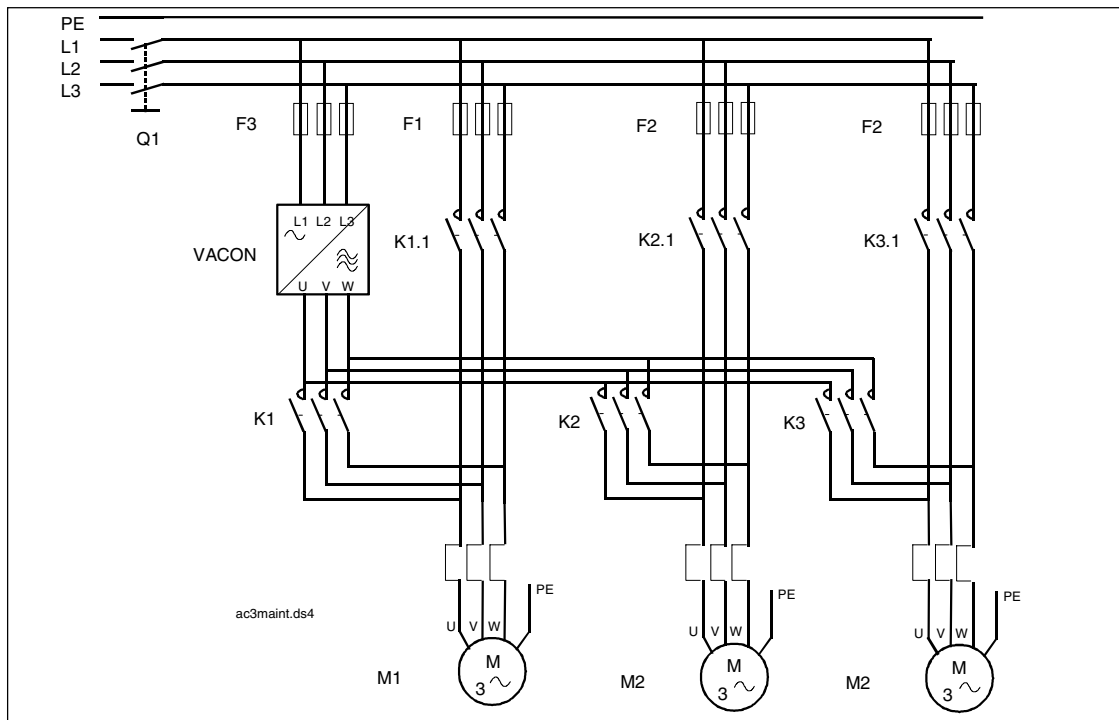 PE
L1
L2
L3
Q1
F3
F1
F2
F2
L1 L2 L3
VACON
U V W
K1.1
K2.1
K3.1
K1
K2
K3
PE
PE
PE
ac3maint.ds4
U V W
U V W
U V W
M1
M
3
M2
M
3
M2
M
3